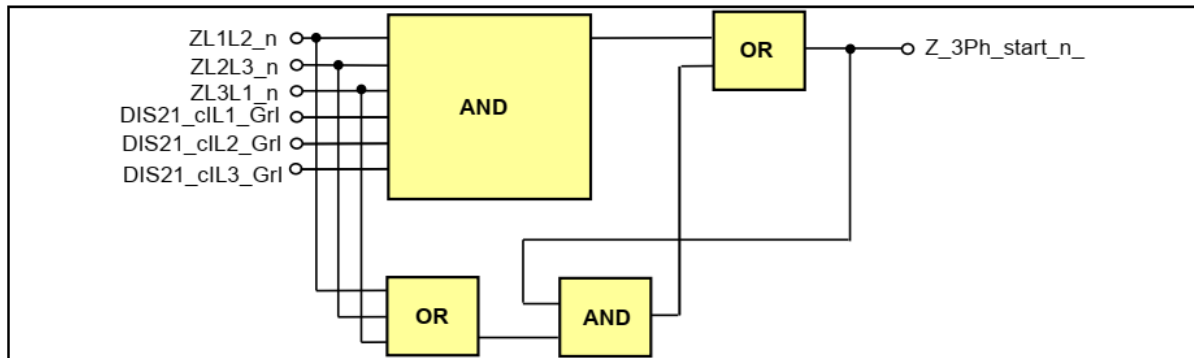 ZL1L2_n
ZL2L3_n
ZL3L1_n
DIS21_cIL1_Grl
DIS21_cIL2_Grl
DIS21_cIL3_Grl
AND
OR
Z_3Ph_start_n_
OR
AND